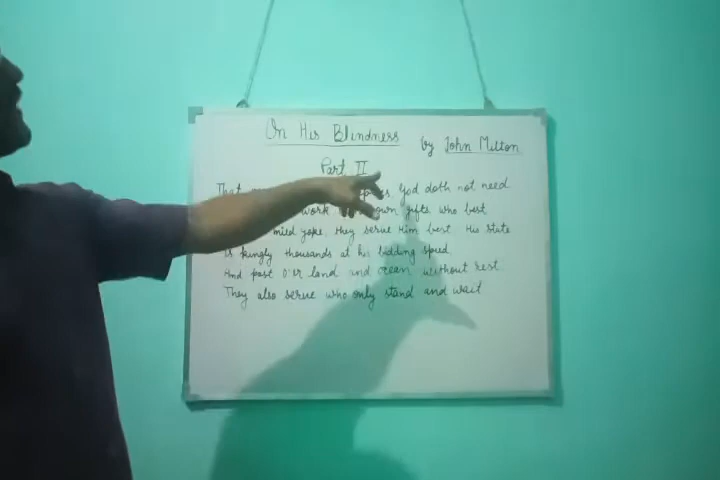 On His Blindness by John Milton
Part II
That God doth not need
work own gifts, who best
mild yoke, they serve Him best. His state
is kingly thousands at his bidding speed
And post o'er land and ocean without rest
They also serve who only stand and wait